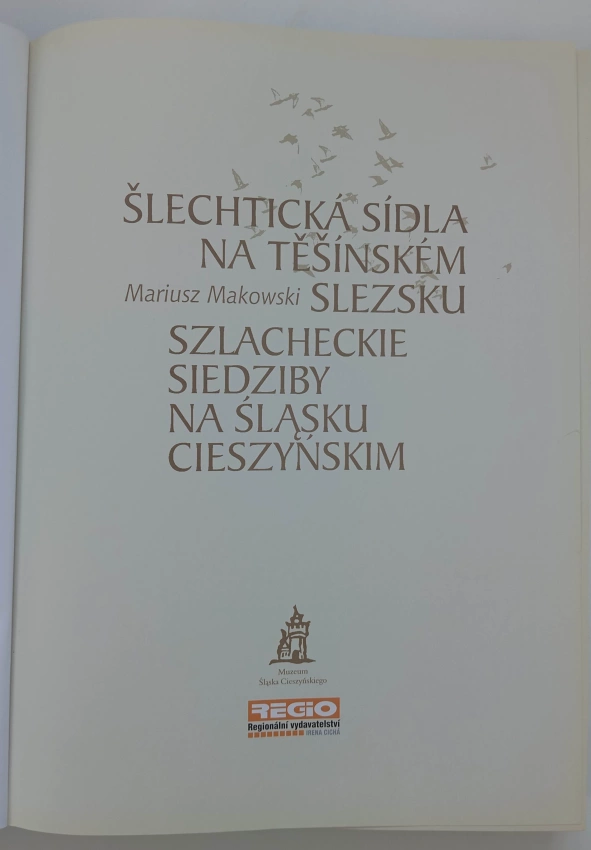 ŠLECHTICKÁ SÍDLA
NA TĚŠÍNSKÉM
Mariusz Makowski SLEZSKU
SZLACHECKIE
SIEDZIBY
NA ŚLĄSKU
CIESZYŃSKIM
Muzeum
Śląska Cieszyńskiego
REGIO
Regionální vydavatelství
IRENA CICHÁ